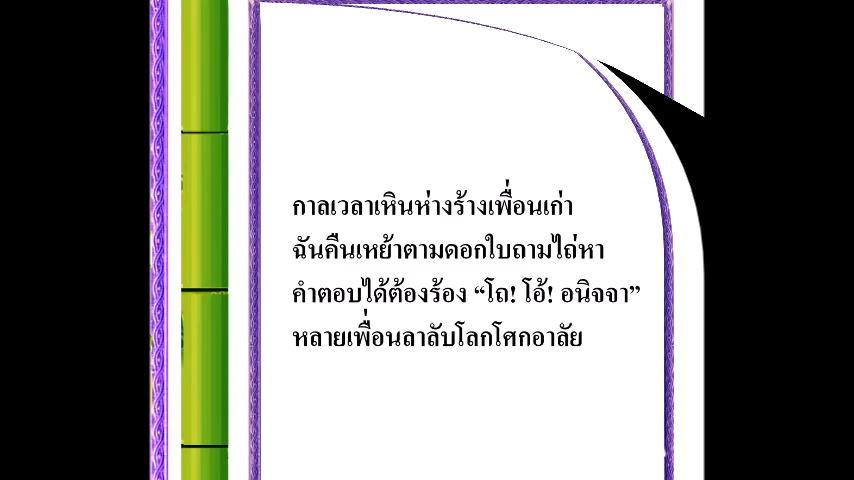 กาลเวลาเหินห่างร้างเพื่อนเก่า
ฉันคืนเหย้าตามดอกใบถามไถ่หา
คำตอบได้ต้องร้อง “โถ! โอ้! อนิจจา”
หลายเพื่อนลาลับโลกโศกอาลัย